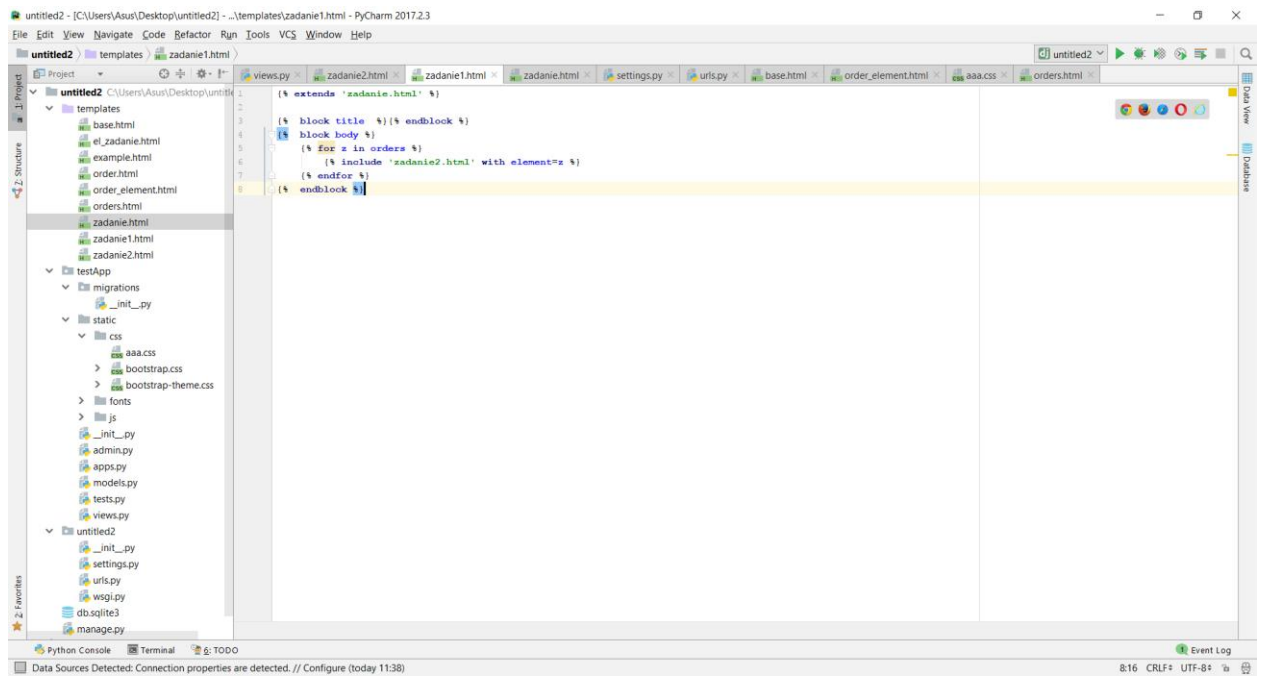 untitled2 - [C:\Users\Asus\Desktop\untitled2] - ...\templates\zadanie1.html - PyCharm 2017.2.3
File Edit View Navigate Code Refactor Run Tools VCS Window Help
untitled2 templates zadanie1.html untitled2
Project views.py zadanie2.html zadanie1.html zadanie.html settings.py urls.py base.html order_element.html aaa.css orders.html
1: Project
Z: Structure
2: Favorites
untitled2 C:\Users\Asus\Desktop\untitle
templates
base.html
el_zadanie.html
example.html
order.html
order_element.html
orders.html
zadanie.html
zadanie1.html
zadanie2.html
testApp
migrations
__init__.py
static
css
aaa.css
bootstrap.css
bootstrap-theme.css
fonts
js
__init__.py
admin.py
apps.py
models.py
tests.py
views.py
untitled2
__init__.py
settings.py
urls.py
wsgi.py
db.sqlite3
manage.py
1 {% extends 'zadanie.html' %}
2
3 {% block title %}{% endblock %}
4 {% block body %}
5 {% for z in orders %}
6 {% include 'zadanie2.html' with element=z %}
7 {% endfor %}
8 {% endblock %}
Data View
Database
Python Console Terminal 6: TODO 1 Event Log
Data Sources Detected: Connection properties are detected. // Configure (today 11:38) 8:16 CRLF UTF-8